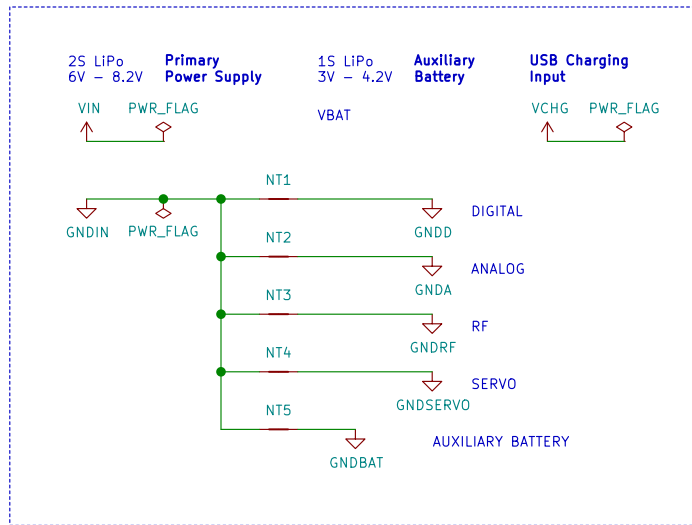 2S LiPo
6V – 8.2V
Primary
Power Supply
1S LiPo
3V – 4.2V
Auxiliary
Battery
USB Charging
Input
VIN
PWR_FLAG
VBAT
VCHG
PWR_FLAG
NT1
GNDIN
PWR_FLAG
GNDD
DIGITAL
NT2
GNDA
ANALOG
NT3
GNDRF
RF
NT4
GNDSERVO
SERVO
NT5
GNDBAT
AUXILIARY BATTERY